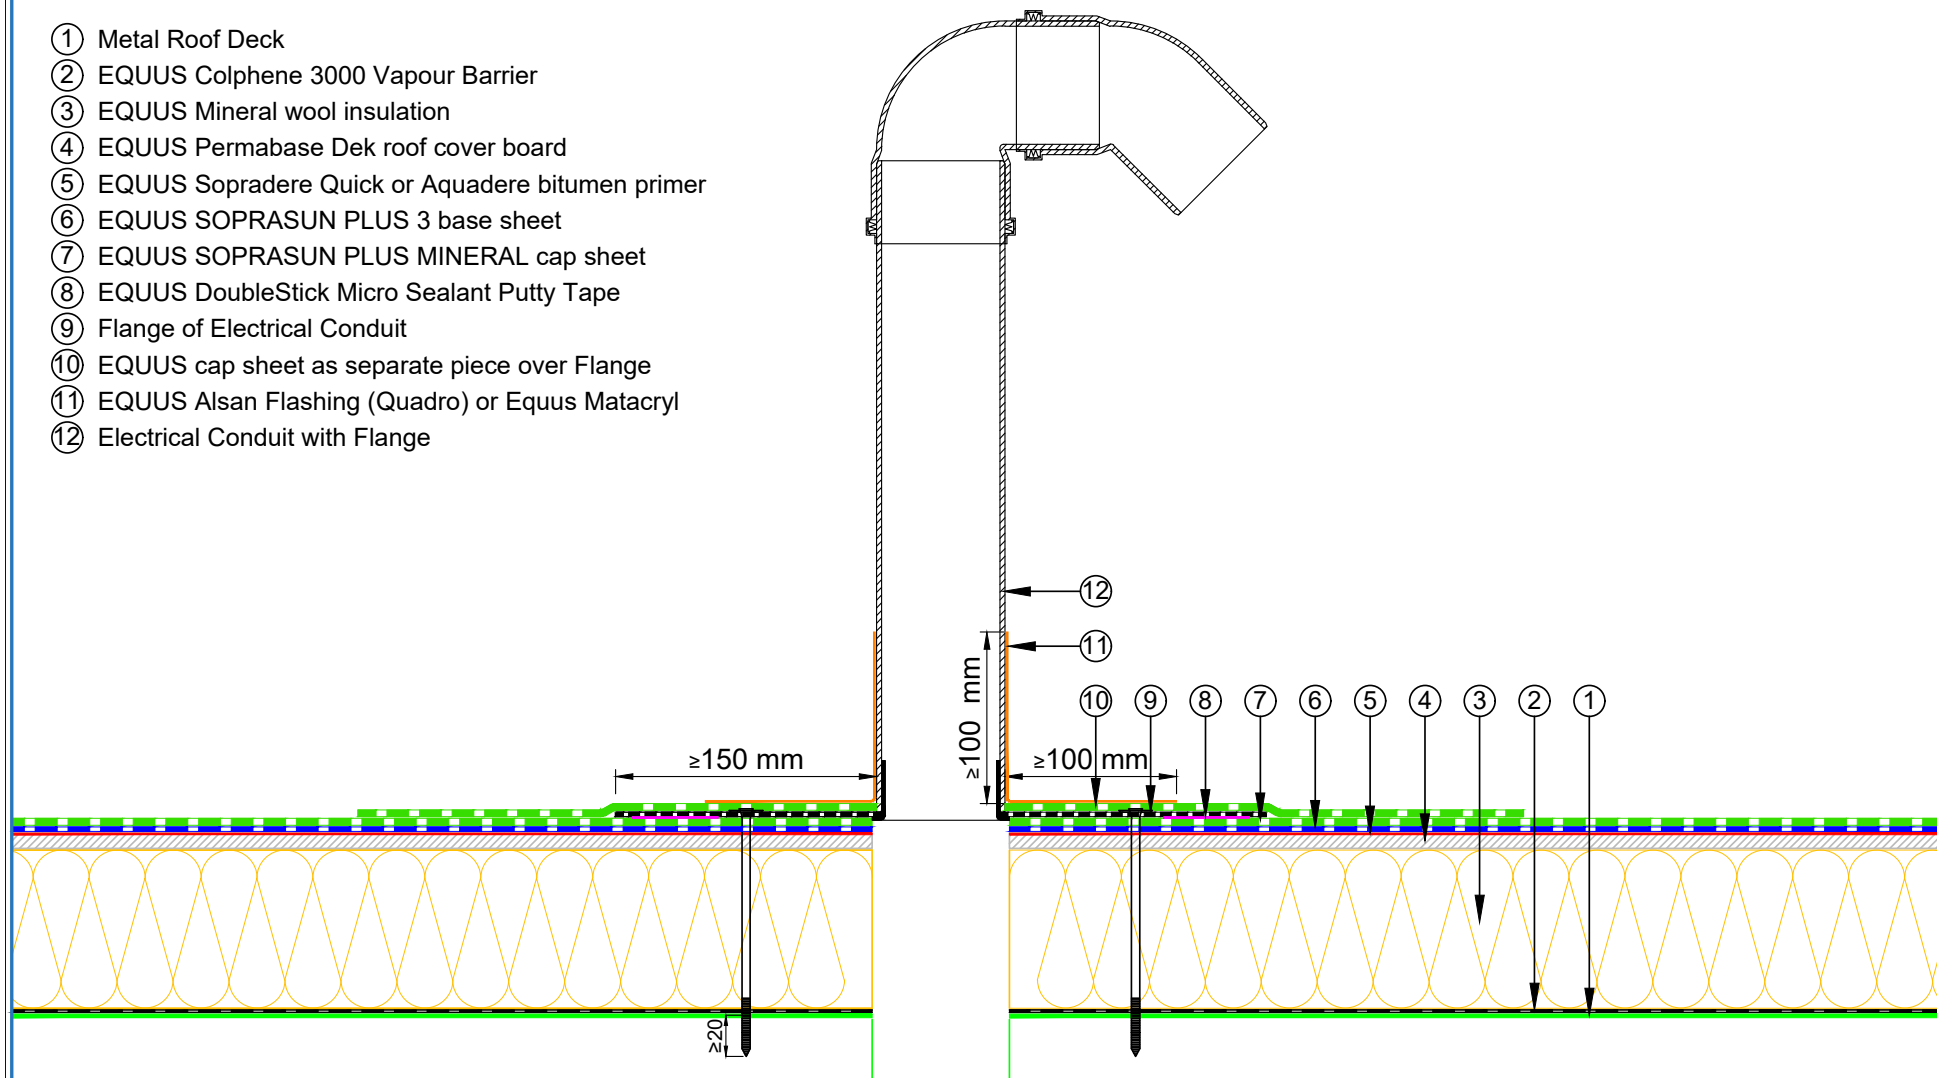 1 Metal Roof Deck
2 EQUUS Colphene 3000 Vapour Barrier
3 EQUUS Mineral wool insulation
4 EQUUS Permabase Dek roof cover board
5 EQUUS Sopradere Quick or Aquadere bitumen primer
6 EQUUS SOPRASUN PLUS 3 base sheet
7 EQUUS SOPRASUN PLUS MINERAL cap sheet
8 EQUUS DoubleStick Micro Sealant Putty Tape
9 Flange of Electrical Conduit
10 EQUUS cap sheet as separate piece over Flange
11 EQUUS Alsan Flashing (Quadro) or Equus Matacryl
12 Electrical Conduit with Flange
12
11
10 9 8 7 6 5 4 3 2 1
≥150 mm
≥100 mm
≥100 mm
≥20